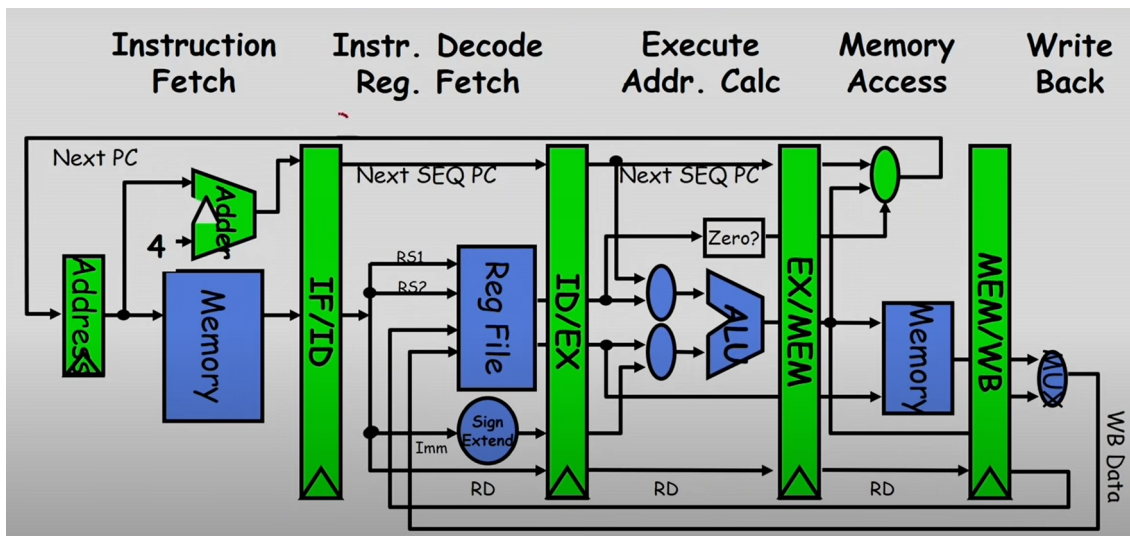 Instruction
Fetch
Instr. Decode
Reg. Fetch
Execute
Addr. Calc
Memory
Access
Write
Back
Next PC
Next SEQ PC
Next SEQ PC
Adder
4
Zero?
RS1
RS2
Address
Memory
IF/ID
Reg File
ID/EX
ALU
EX/MEM
Memory
MEM/WB
MUX
Sign
Extend
Imm
WB Data
RD
RD
RD